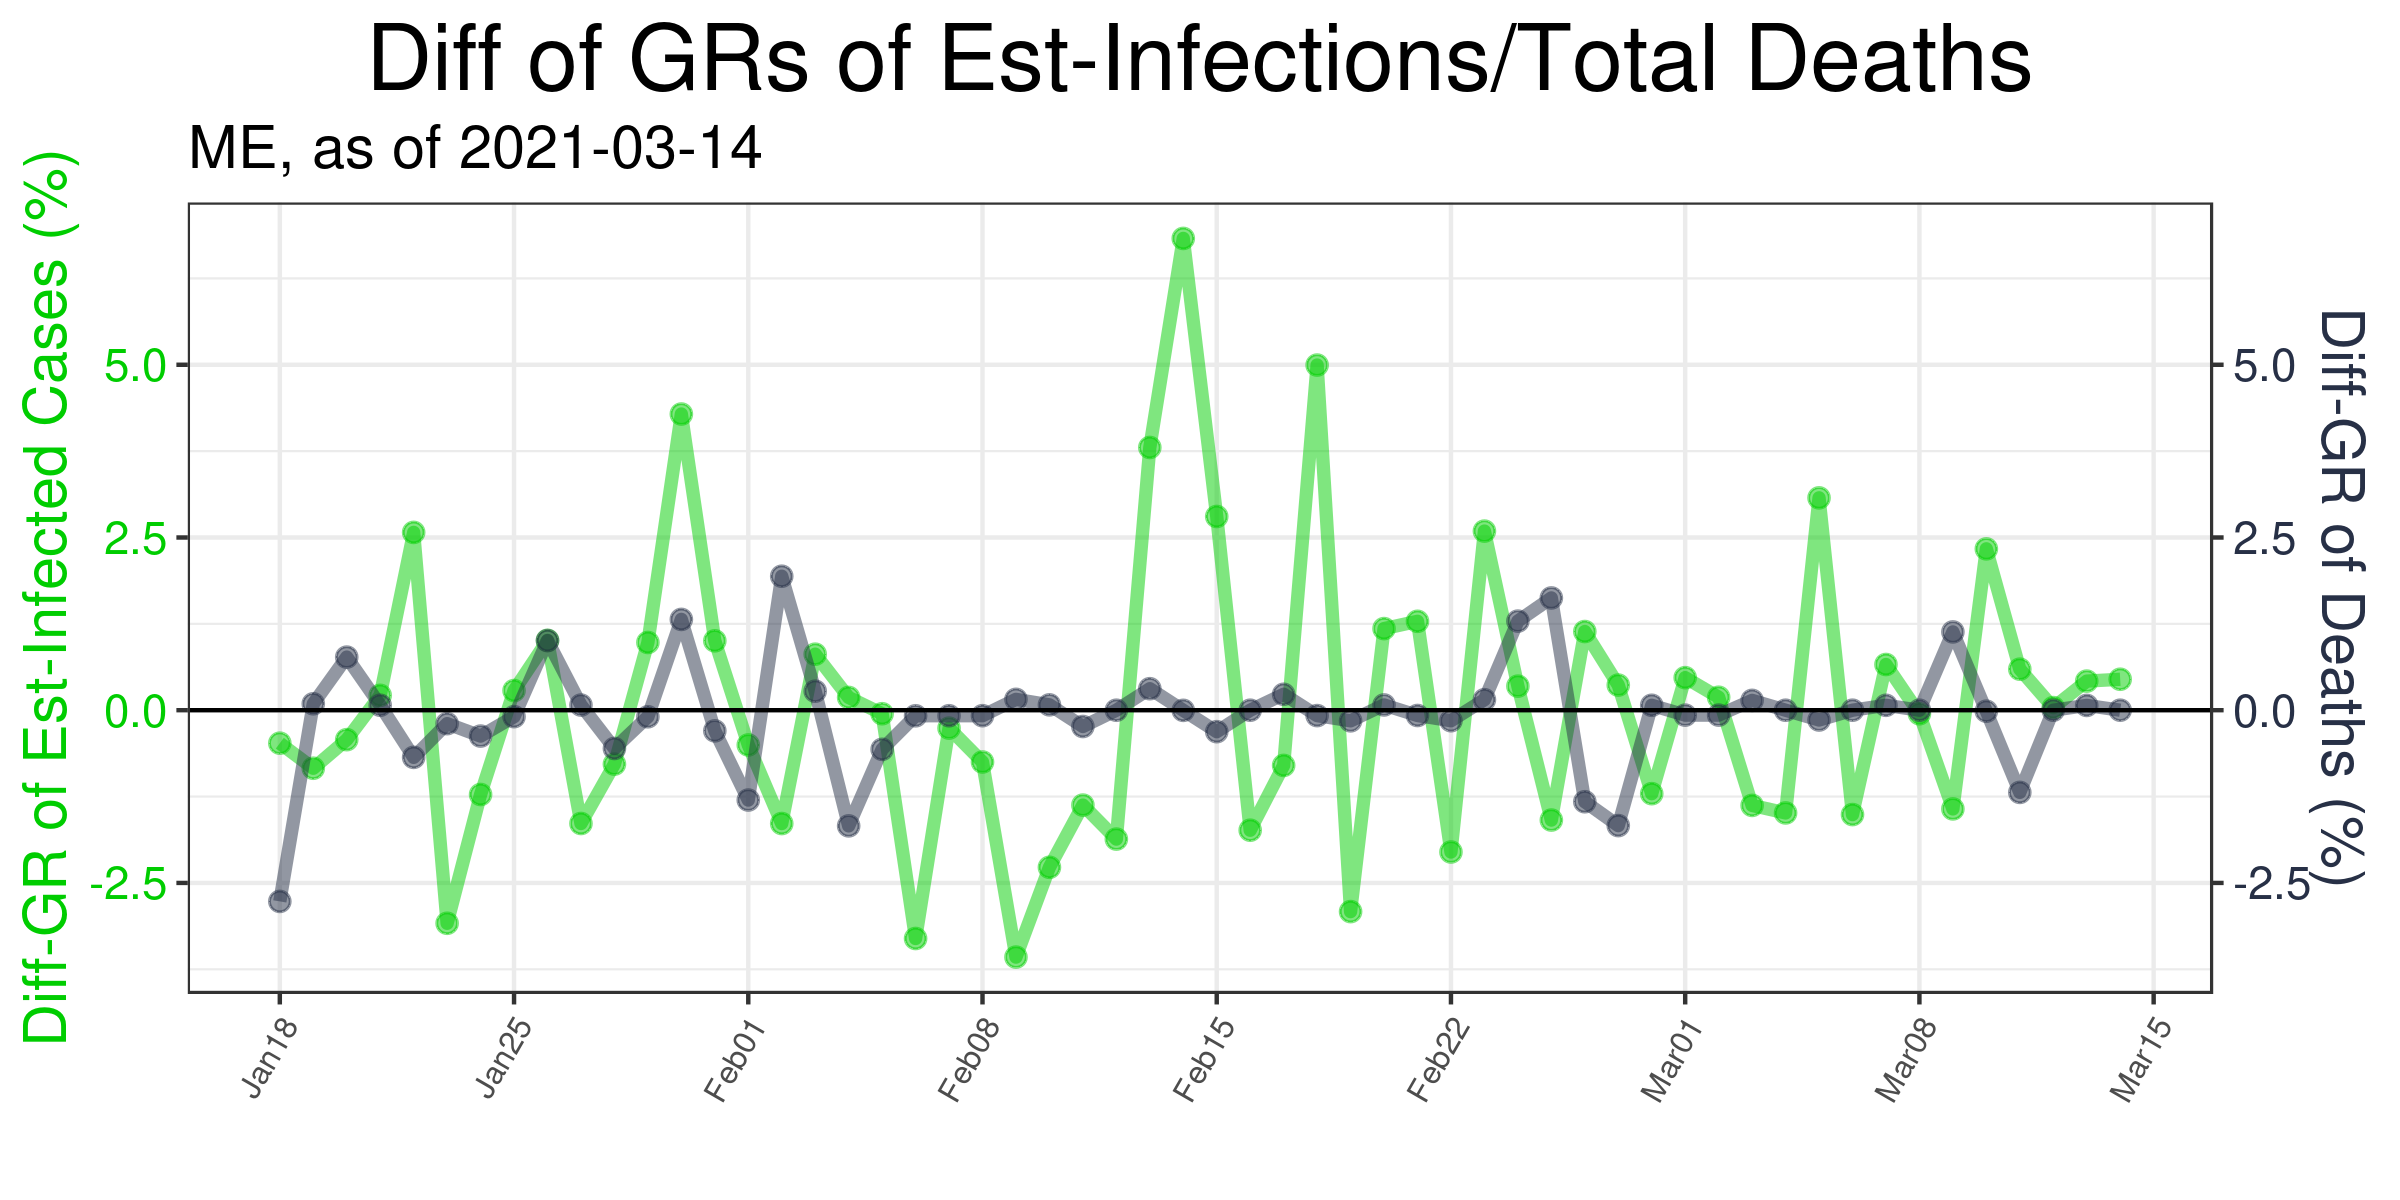 Diff of GRs of Est-Infections/Total Deaths
ME, as of 2021-03-14
Diff-GR of Est-Infected Cases (%)
5.0
2.5
0.0
-2.5
5.0
2.5
0.0
-2.5
Diff-GR of Deaths (%)
Jan18 Jan25 Feb01 Feb08 Feb15 Feb22 Mar01 Mar08 Mar15